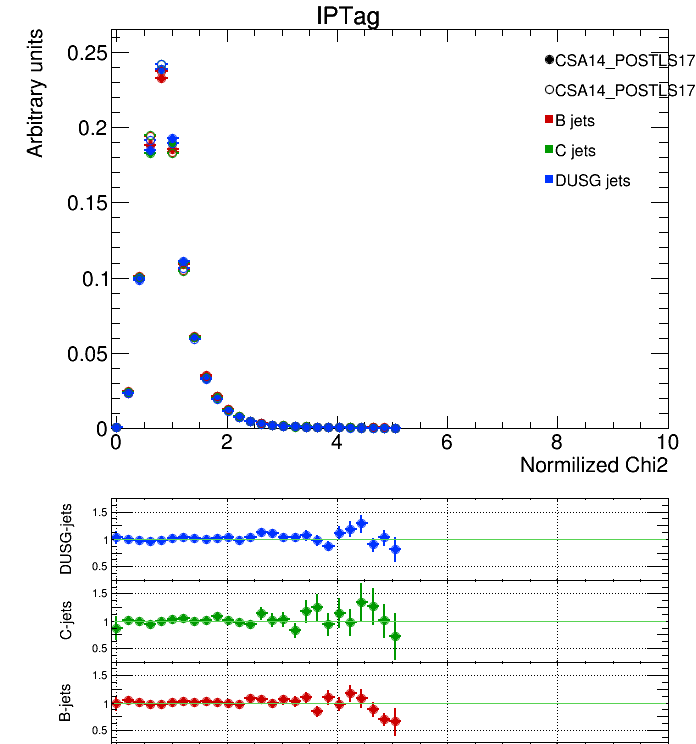 IPTag
Arbitrary units
0.25
0.2
0.15
0.1
0.05
0
0 2 4 6 8 10
Normilized Chi2
CSA14_POSTLS17
CSA14_POSTLS17
B jets
C jets
DUSG jets
DUSG-jets
1.5
1
0.5
C-jets
1.5
1
0.5
B-jets
1.5
1
0.5